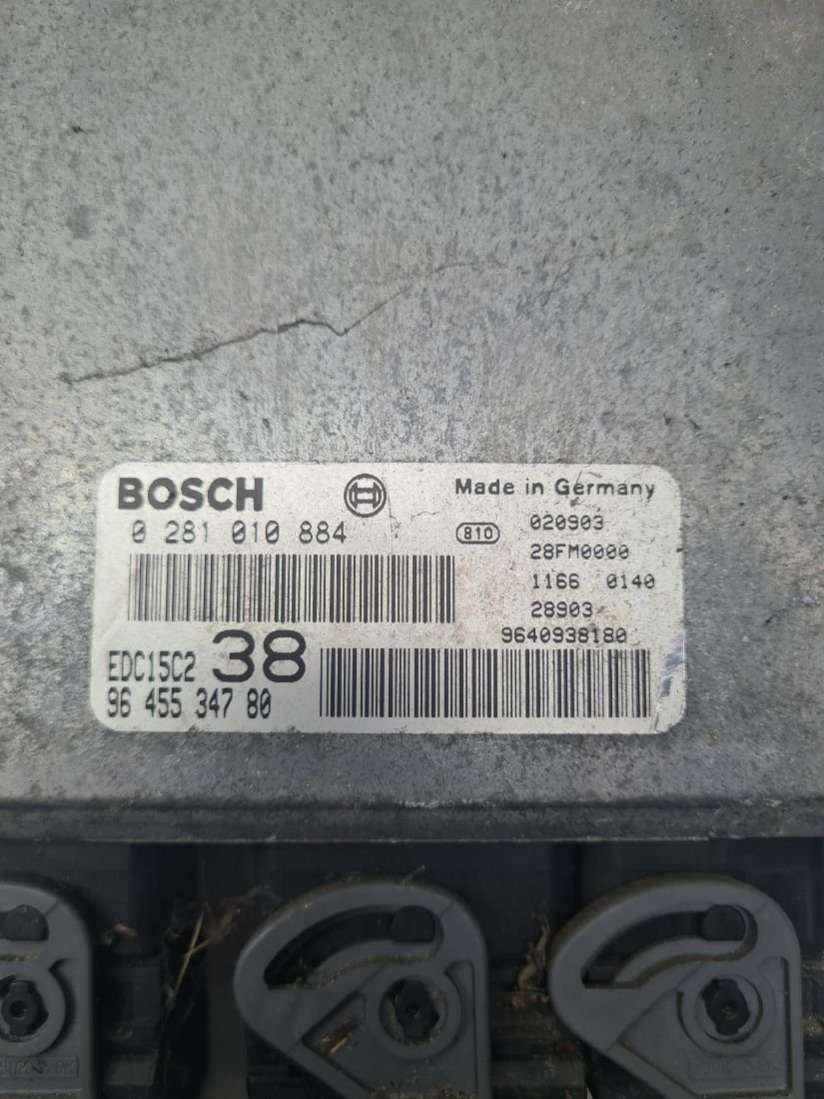 BOSCH
Made in Germany
0 281 010 884
810
020903
28FM0000
1166 0140
28903
9640938180
EDC15C2 38
96 455 347 80